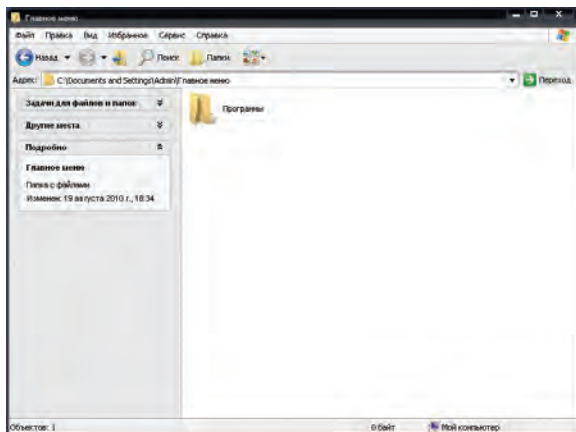 Главное меню
Файл Правка Вид Избранное Сервис Справка
Назад Поиск Папки
Адрес: C:\Documents and Settings\Admin\Главное меню Переход
Задачи для файлов и папок
Другие места
Подробно
Главное меню
Папка с файлами
Изменен: 19 августа 2010 г., 18:34
Программы
Объектов: 1 0 байт Мой компьютер